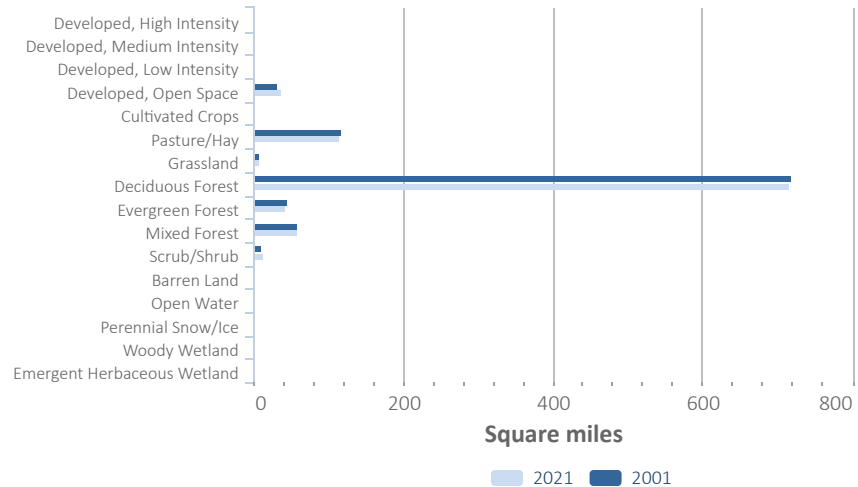 Developed, High Intensity
Developed, Medium Intensity
Developed, Low Intensity
Developed, Open Space
Cultivated Crops
Pasture/Hay
Grassland
Deciduous Forest
Evergreen Forest
Mixed Forest
Scrub/Shrub
Barren Land
Open Water
Perennial Snow/Ice
Woody Wetland
Emergent Herbaceous Wetland
0 200 400 600 800
Square miles
2021 2001